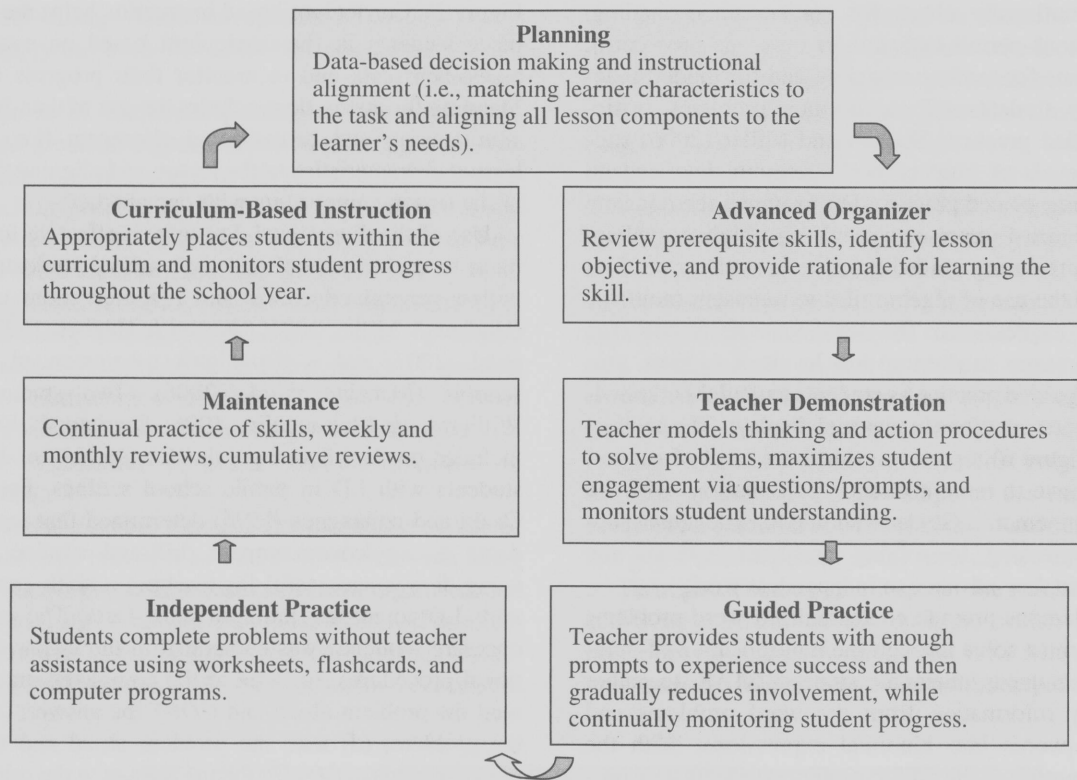 Planning
Data-based decision making and instructional
alignment (i.e., matching learner characteristics to
the task and aligning all lesson components to the
learner's needs).
Curriculum-Based Instruction
Appropriately places students within the
curriculum and monitors student progress
throughout the school year.
Advanced Organizer
Review prerequisite skills, identify lesson
objective, and provide rationale for learning the
skill.
Maintenance
Continual practice of skills, weekly and
monthly reviews, cumulative reviews.
Teacher Demonstration
Teacher models thinking and action procedures
to solve problems, maximizes student
engagement via questions/prompts, and
monitors student understanding.
Independent Practice
Students complete problems without teacher
assistance using worksheets, flashcards, and
computer programs.
Guided Practice
Teacher provides students with enough
prompts to experience success and then
gradually reduces involvement, while
continually monitoring student progress.